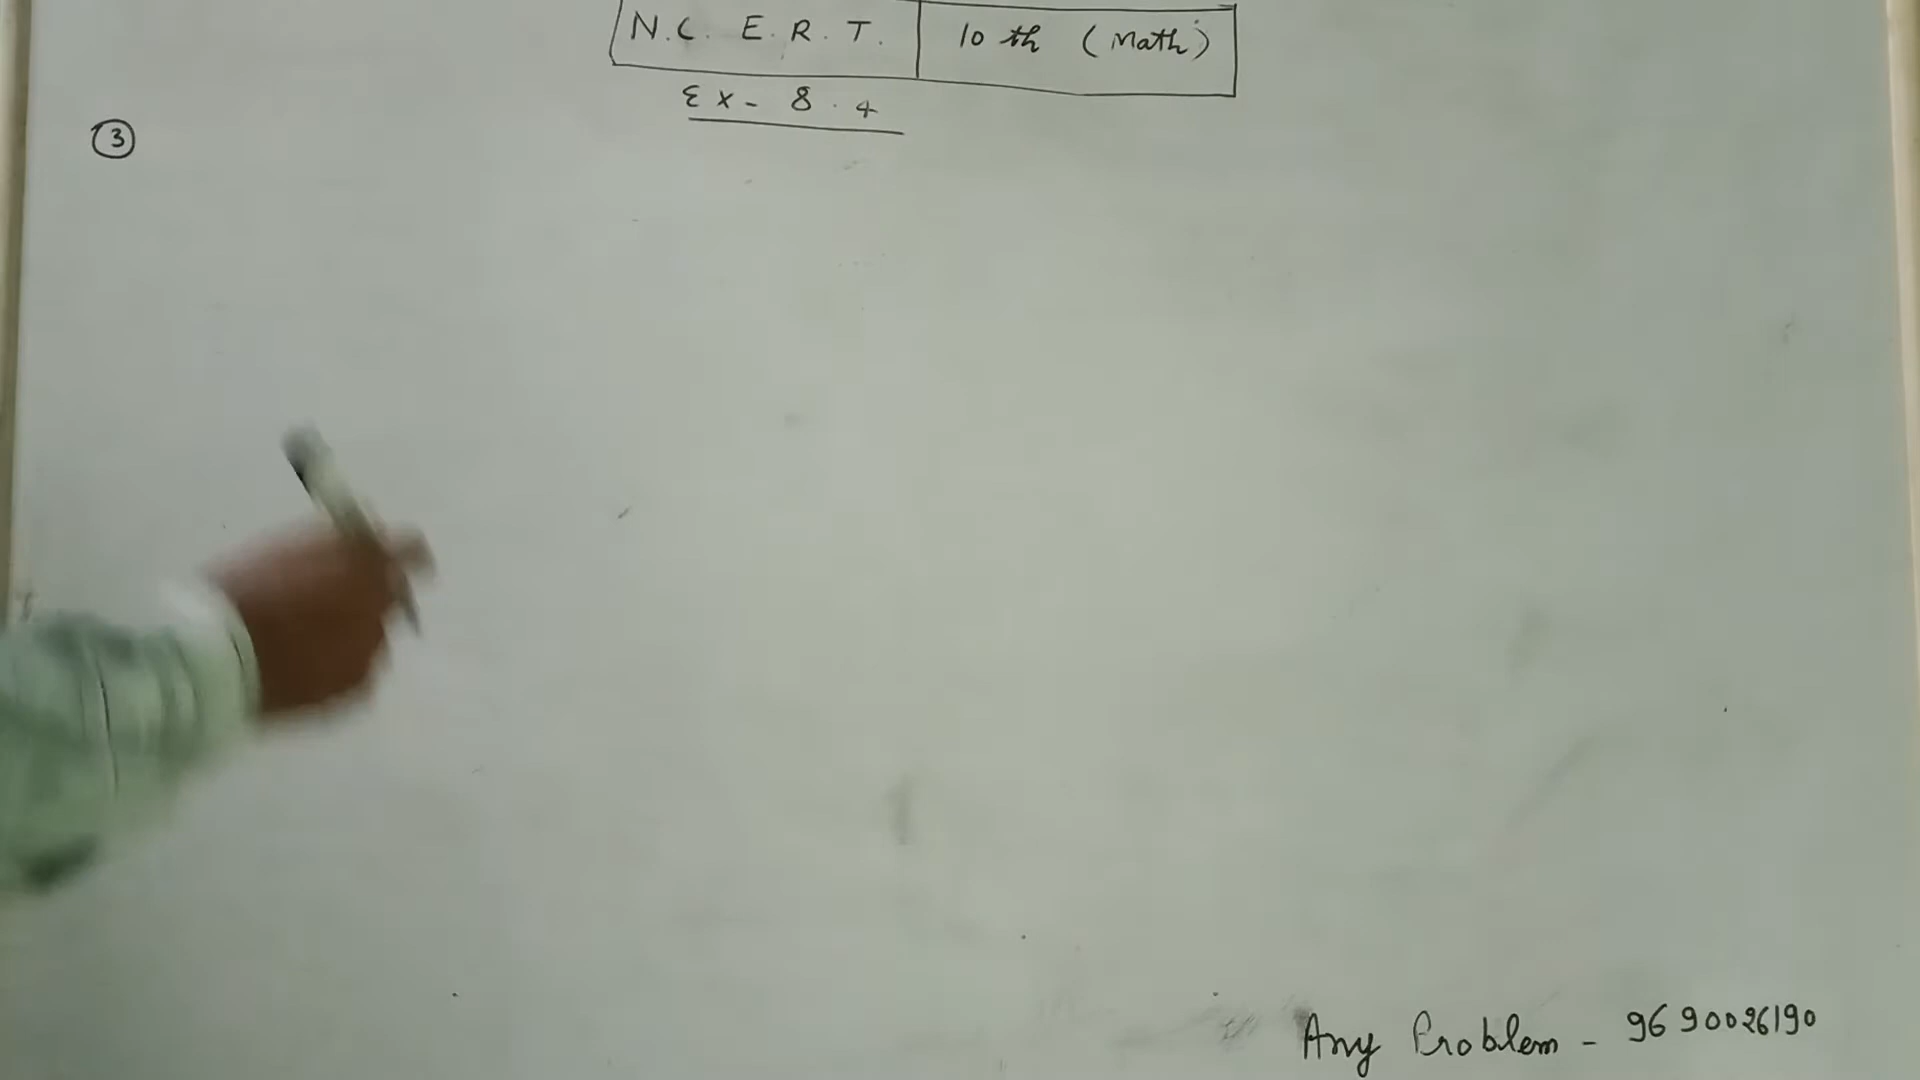 N.C. E.R.T. 10 th (Math)
Ex- 8.4
3
Any Problem - 9690026190